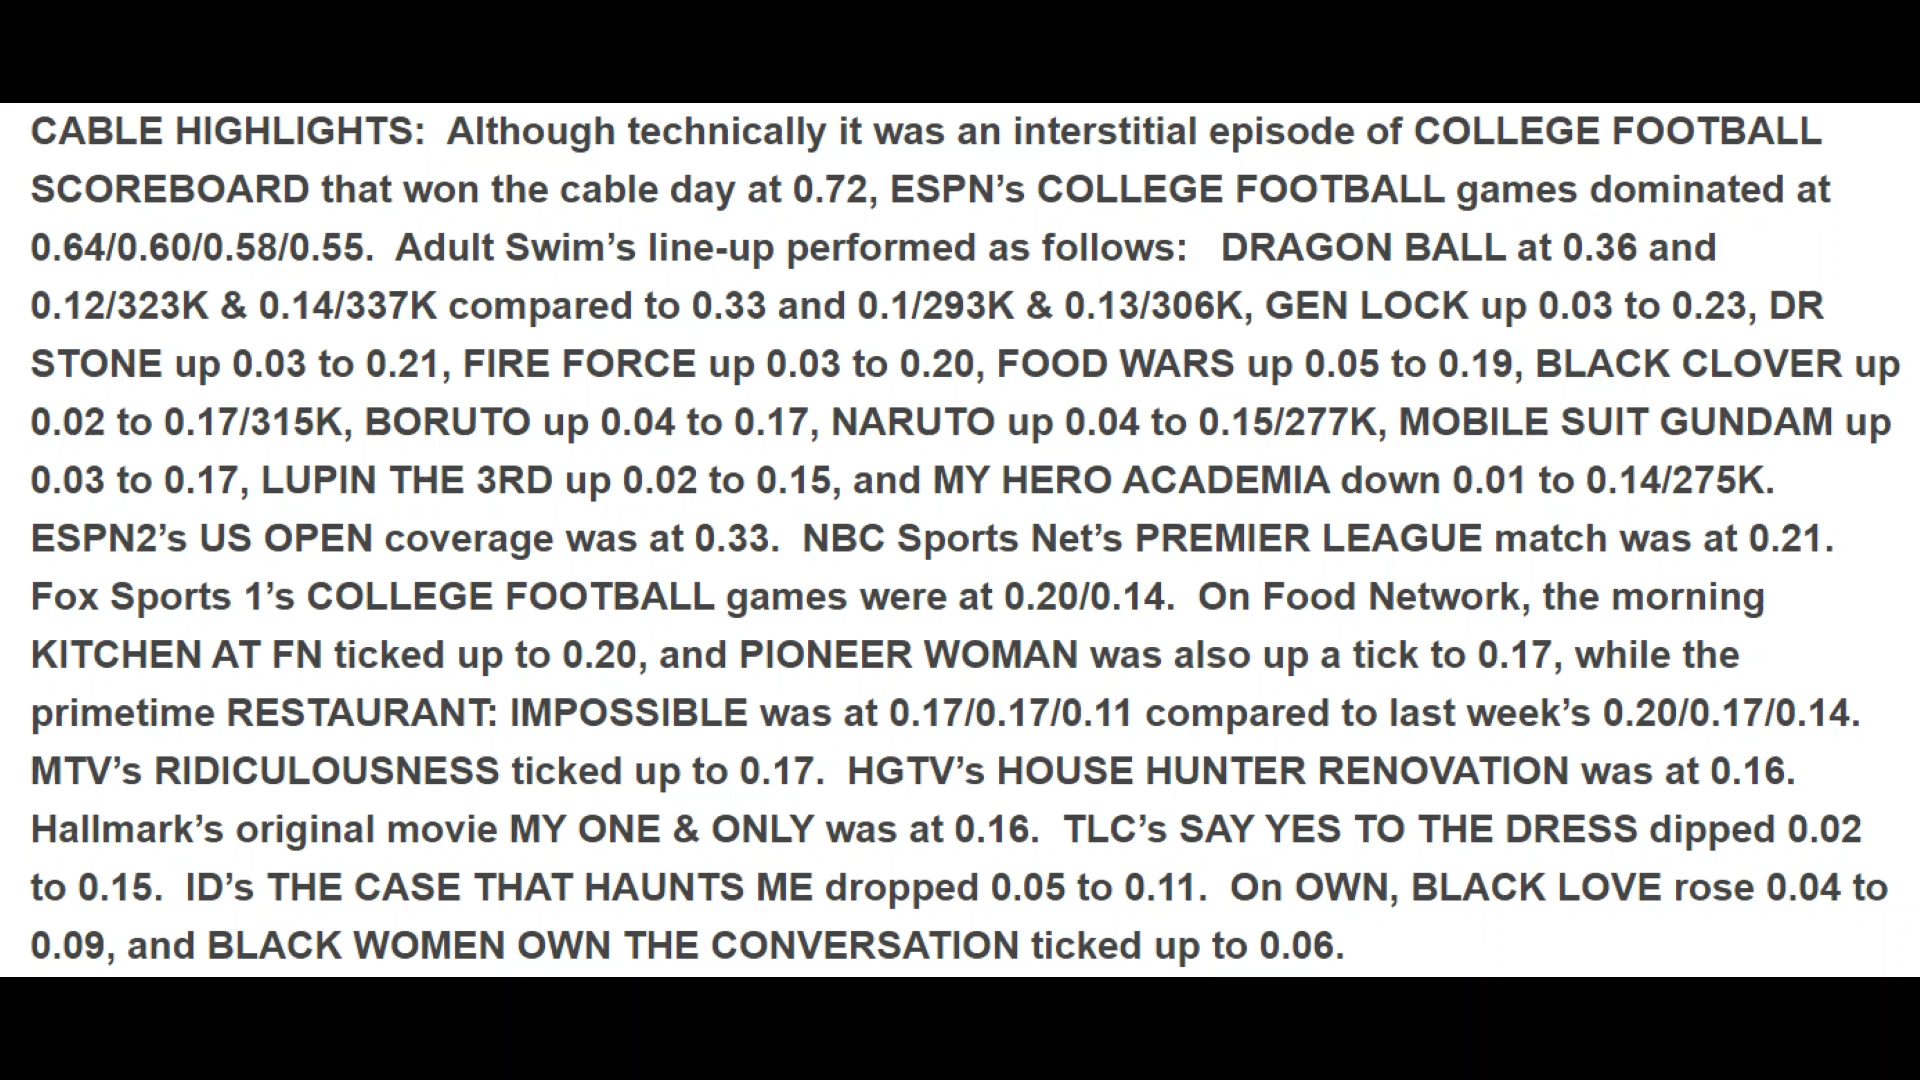 CABLE HIGHLIGHTS:  Although technically it was an interstitial episode of COLLEGE FOOTBALL
SCOREBOARD that won the cable day at 0.72, ESPN’s COLLEGE FOOTBALL games dominated at
0.64/0.60/0.58/0.55.  Adult Swim’s line-up performed as follows:   DRAGON BALL at 0.36 and
0.12/323K & 0.14/337K compared to 0.33 and 0.1/293K & 0.13/306K, GEN LOCK up 0.03 to 0.23, DR
STONE up 0.03 to 0.21, FIRE FORCE up 0.03 to 0.20, FOOD WARS up 0.05 to 0.19, BLACK CLOVER up
0.02 to 0.17/315K, BORUTO up 0.04 to 0.17, NARUTO up 0.04 to 0.15/277K, MOBILE SUIT GUNDAM up
0.03 to 0.17, LUPIN THE 3RD up 0.02 to 0.15, and MY HERO ACADEMIA down 0.01 to 0.14/275K.
ESPN2’s US OPEN coverage was at 0.33.  NBC Sports Net’s PREMIER LEAGUE match was at 0.21.
Fox Sports 1’s COLLEGE FOOTBALL games were at 0.20/0.14.  On Food Network, the morning
KITCHEN AT FN ticked up to 0.20, and PIONEER WOMAN was also up a tick to 0.17, while the
primetime RESTAURANT: IMPOSSIBLE was at 0.17/0.17/0.11 compared to last week’s 0.20/0.17/0.14.
MTV’s RIDICULOUSNESS ticked up to 0.17.  HGTV’s HOUSE HUNTER RENOVATION was at 0.16.
Hallmark’s original movie MY ONE & ONLY was at 0.16.  TLC’s SAY YES TO THE DRESS dipped 0.02
to 0.15.  ID’s THE CASE THAT HAUNTS ME dropped 0.05 to 0.11.  On OWN, BLACK LOVE rose 0.04 to
0.09, and BLACK WOMEN OWN THE CONVERSATION ticked up to 0.06.